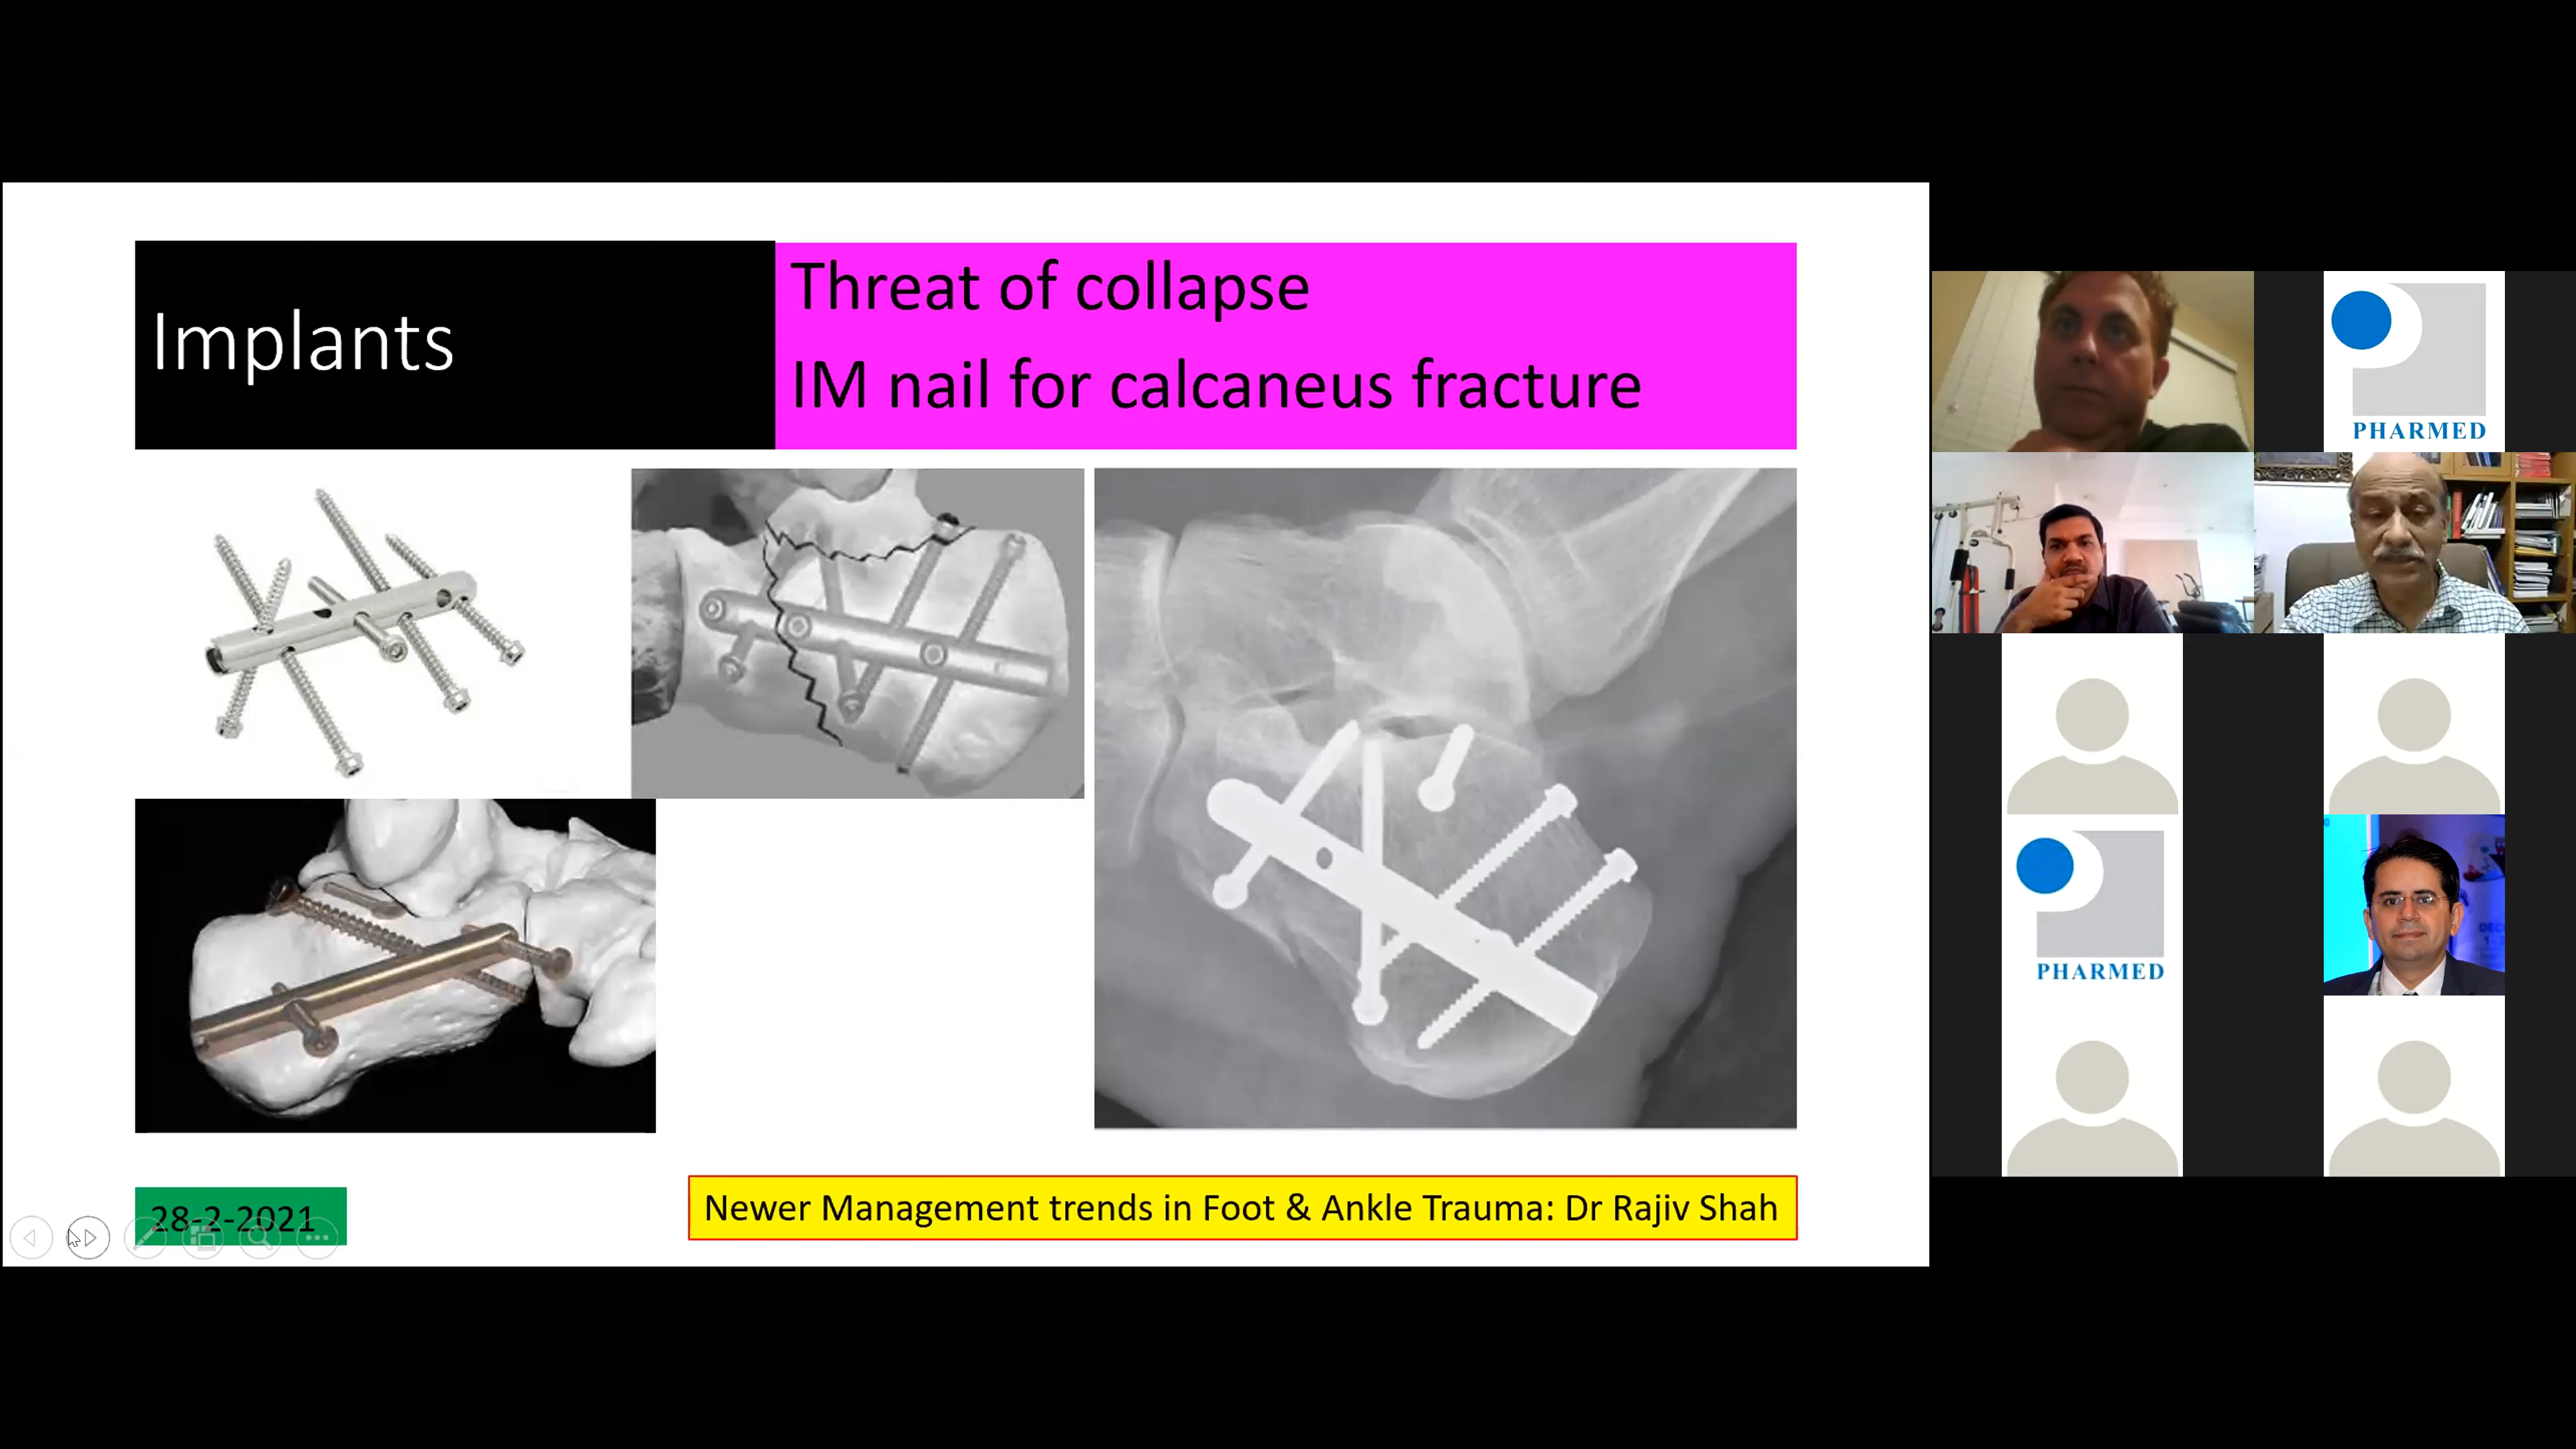 Implants
Threat of collapse
IM nail for calcaneus fracture
28-2-2021
Newer Management trends in Foot & Ankle Trauma: Dr Rajiv Shah
PHARMED
PHARMED